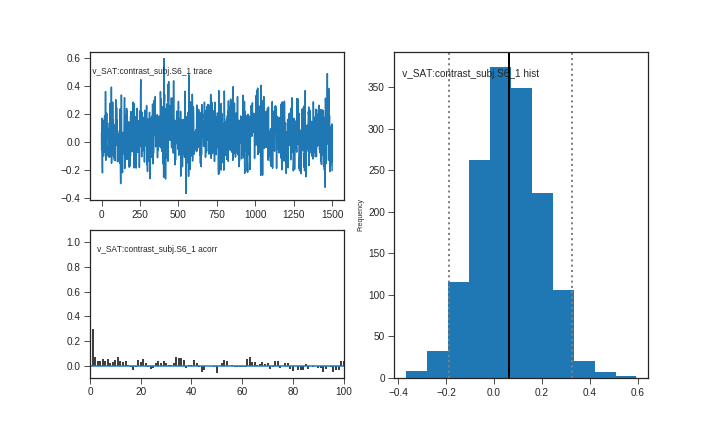 v_SAT:contrast_subj.S6_1 trace
0.6
0.4
0.2
0.0
−0.2
−0.4
0 250 500 750 1000 1250 1500
v_SAT:contrast_subj.S6_1 acorr
1.0
0.8
0.6
0.4
0.2
0.0
0 20 40 60 80 100
v_SAT:contrast_subj.S6_1 hist
Frequency
350
300
250
200
150
100
50
0
−0.4 −0.2 0.0 0.2 0.4 0.6